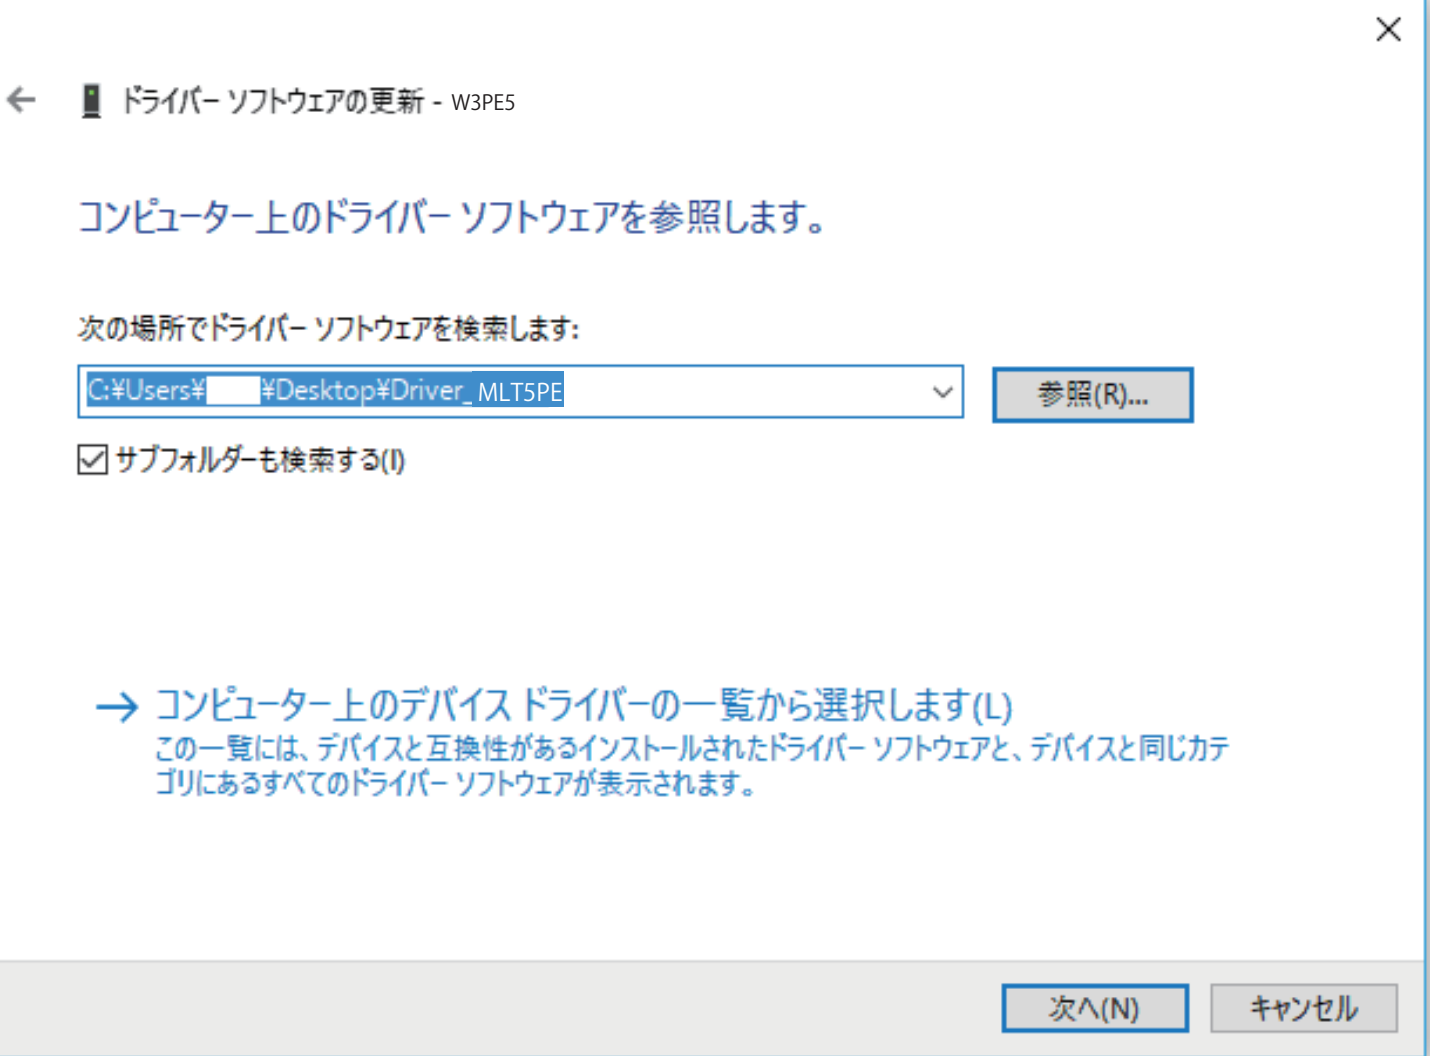 ドライバー ソフトウェアの更新 - W3PE5
コンピューター上のドライバー ソフトウェアを参照します。
次の場所でドライバー ソフトウェアを検索します:
C:¥Users¥ ¥Desktop¥Driver_MLT5PE
参照(R)...
サブフォルダーも検索する(I)
コンピューター上のデバイス ドライバーの一覧から選択します(L)
この一覧には、デバイスと互換性があるインストールされたドライバー ソフトウェアと、デバイスと同じカテ
ゴリにあるすべてのドライバー ソフトウェアが表示されます。
次へ(N)
キャンセル